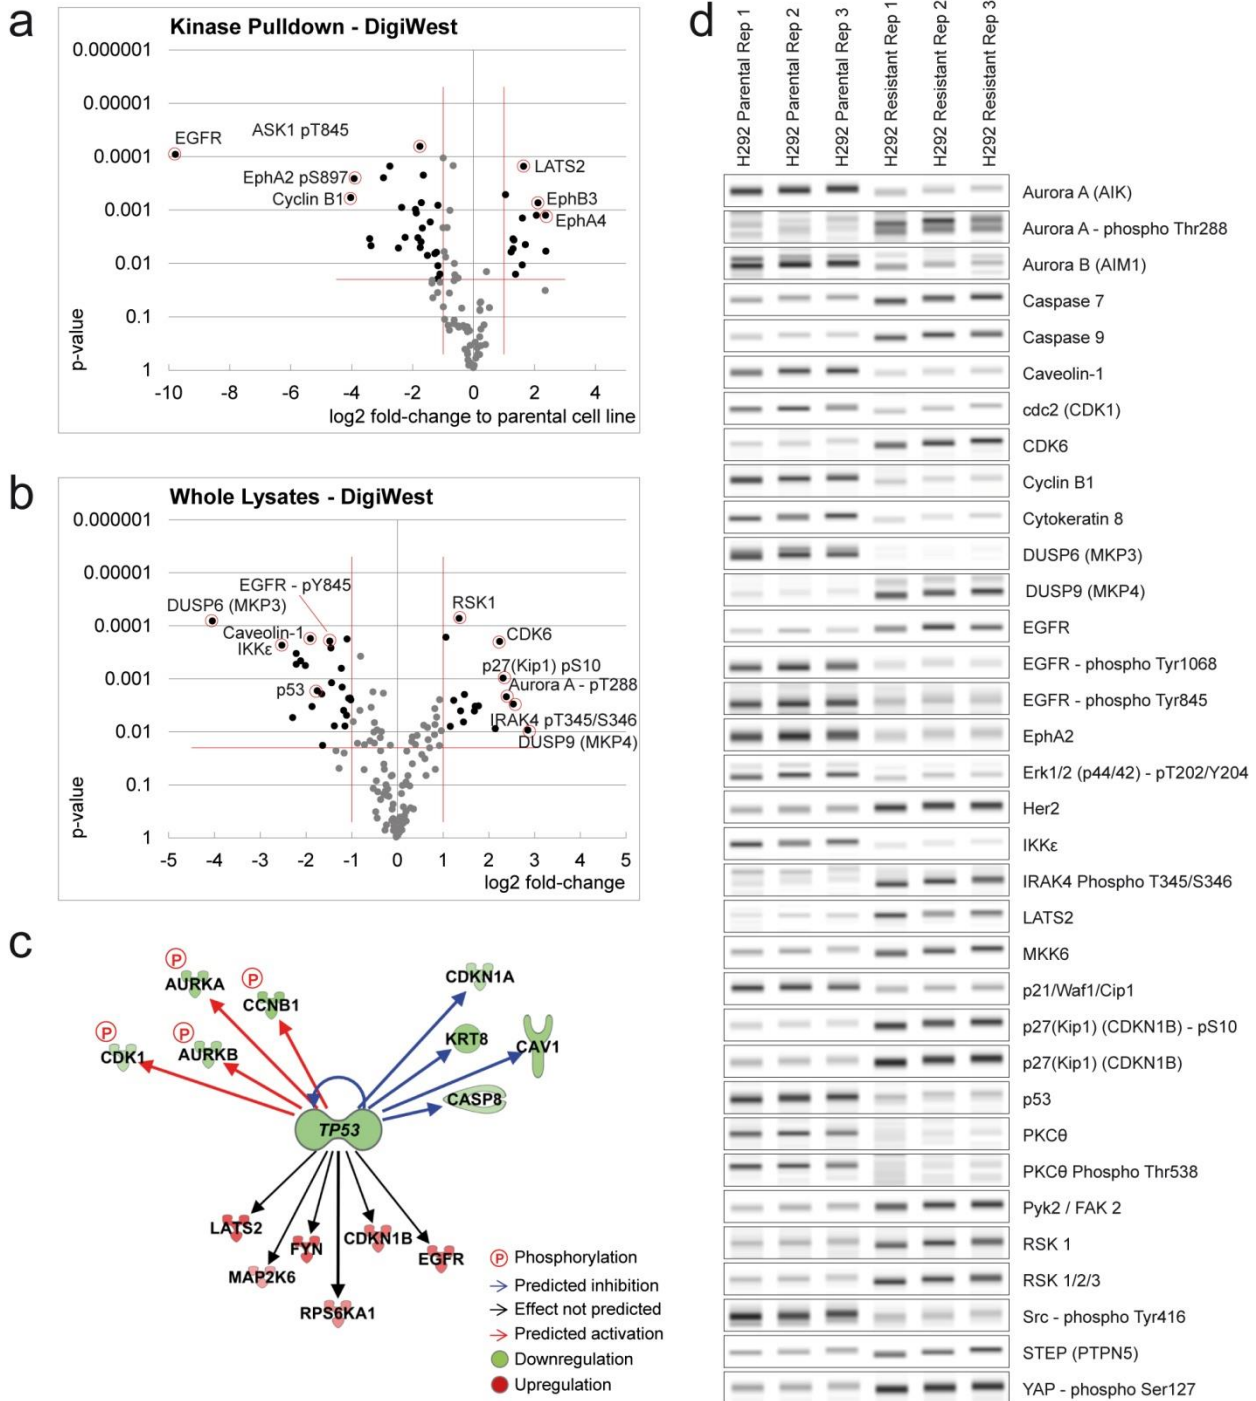 a
Kinase Pulldown - DigiWest
0.000001
0.00001
0.0001
0.001
0.01
0.1
1
p-value
EGFR
ASK1 pT845
EphA2 pS897
Cyclin B1
LATS2
EphB3
EphA4
-10
-8
-6
-4
-2
0
2
4
log2 fold-change to parental cell line
b
Whole Lysates - DigiWest
0.000001
0.00001
0.0001
0.001
0.01
0.1
1
p-value
EGFR - pY845
DUSP6 (MKP3)
Caveolin-1
IKKε
p53
RSK1
CDK6
p27(Kip1) pS10
Aurora A - pT288
IRAK4 pT345/S346
DUSP9 (MKP4)
-5
-4
-3
-2
-1
0
1
2
3
4
5
log2 fold-change
c
P
AURKA
P
CCNB1
P
CDK1
P
AURKB
CDKN1A
KRT8
CAV1
CASP8
TP53
LATS2
MAP2K6
FYN
RPS6KA1
CDKN1B
EGFR
P Phosphorylation
Predicted inhibition
Effect not predicted
Predicted activation
Downregulation
Upregulation
d
H292 Parental Rep 1
H292 Parental Rep 2
H292 Parental Rep 3
H292 Resistant Rep 1
H292 Resistant Rep 2
H292 Resistant Rep 3
Aurora A (AIK)
Aurora A - phospho Thr288
Aurora B (AIM1)
Caspase 7
Caspase 9
Caveolin-1
cdc2 (CDK1)
CDK6
Cyclin B1
Cytokeratin 8
DUSP6 (MKP3)
DUSP9 (MKP4)
EGFR
EGFR - phospho Tyr1068
EGFR - phospho Tyr845
EphA2
Erk1/2 (p44/42) - pT202/Y204
Her2
IKKε
IRAK4 Phospho T345/S346
LATS2
MKK6
p21/Waf1/Cip1
p27(Kip1) (CDKN1B) - pS10
p27(Kip1) (CDKN1B)
p53
PKCθ
PKCθ Phospho Thr538
Pyk2 / FAK 2
RSK 1
RSK 1/2/3
Src - phospho Tyr416
STEP (PTPN5)
YAP - phospho Ser127